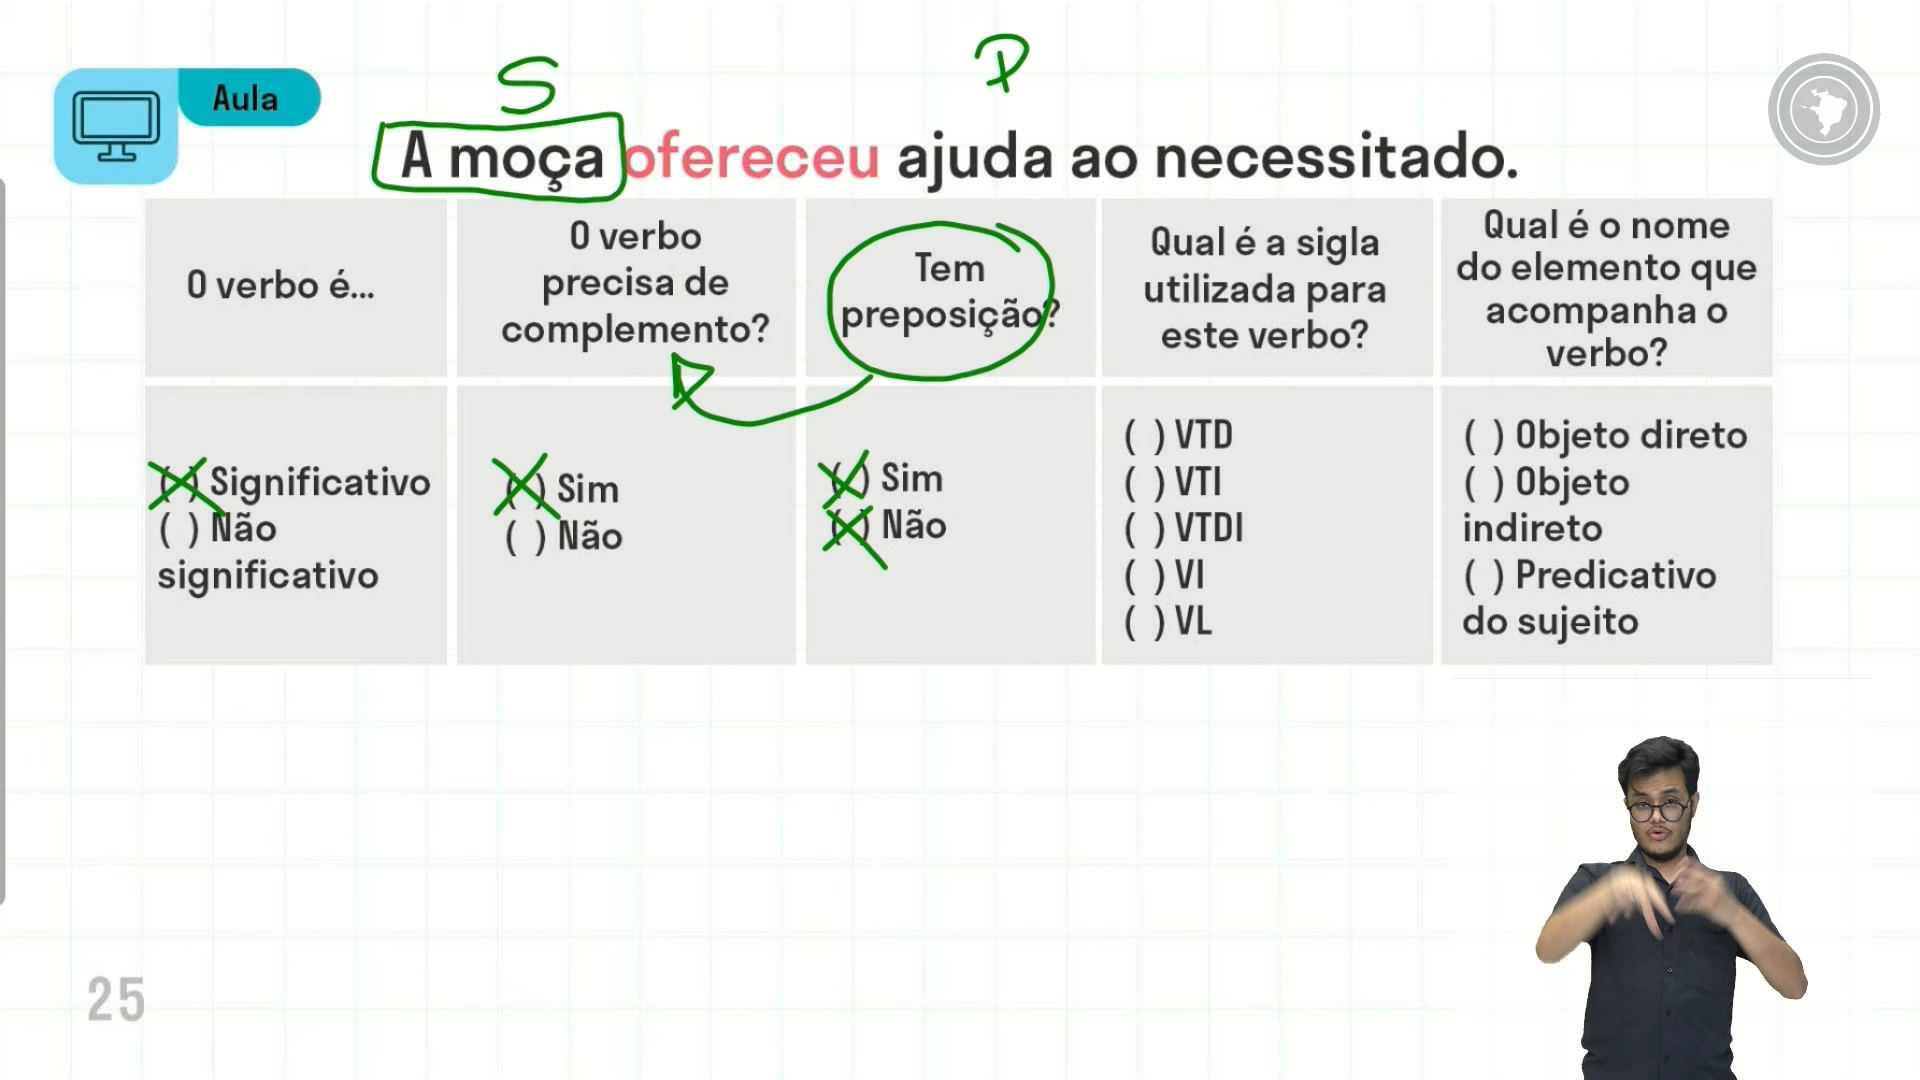 S
P
Aula
A moça ofereceu ajuda ao necessitado.
O verbo é...
O verbo
precisa de
complemento?
Tem
preposição?
Qual é a sigla
utilizada para
este verbo?
Qual é o nome
do elemento que
acompanha o
verbo?
(X) Significativo
( ) Não
significativo
(X) Sim
( ) Não
(X) Sim
(X) Não
( ) VTD
( ) VTI
( ) VTDI
( ) VI
( ) VL
( ) Objeto direto
( ) Objeto
indireto
( ) Predicativo
do sujeito
25